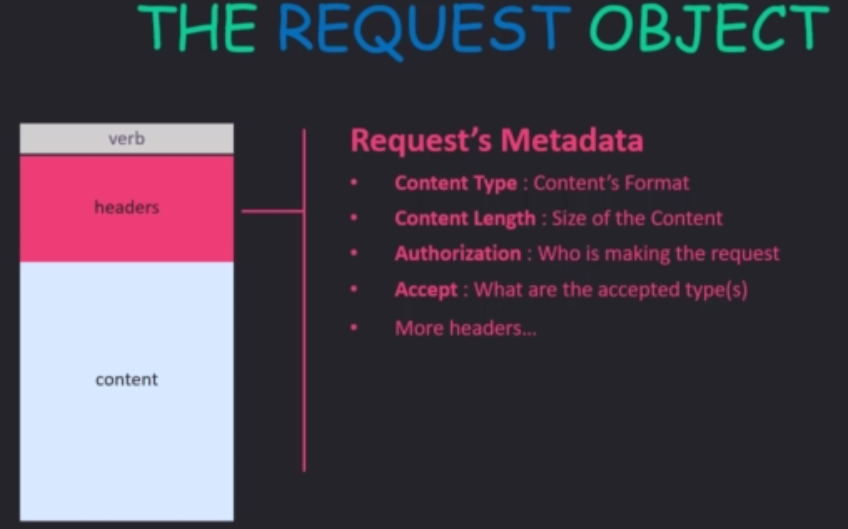 THE REQUEST OBJECT
verb
headers
content
Request's Metadata
• Content Type : Content's Format
• Content Length : Size of the Content
• Authorization : Who is making the request
• Accept : What are the accepted type(s)
• More headers...